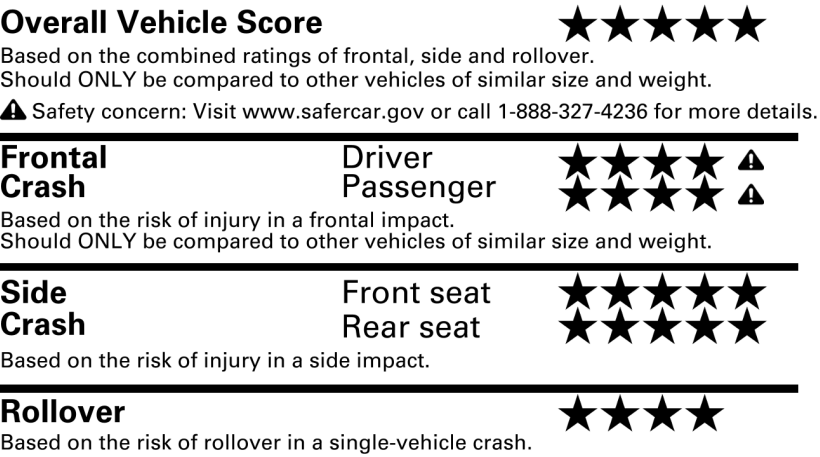 Overall Vehicle Score ★★★★★
Based on the combined ratings of frontal, side and rollover.
Should ONLY be compared to other vehicles of similar size and weight.
⚠ Safety concern: Visit www.safercar.gov or call 1-888-327-4236 for more details.
Frontal Driver ★★★★ ⚠
Crash Passenger ★★★★ ⚠
Based on the risk of injury in a frontal impact.
Should ONLY be compared to other vehicles of similar size and weight.
Side Front seat ★★★★★
Crash Rear seat ★★★★★
Based on the risk of injury in a side impact.
Rollover ★★★★
Based on the risk of rollover in a single-vehicle crash.